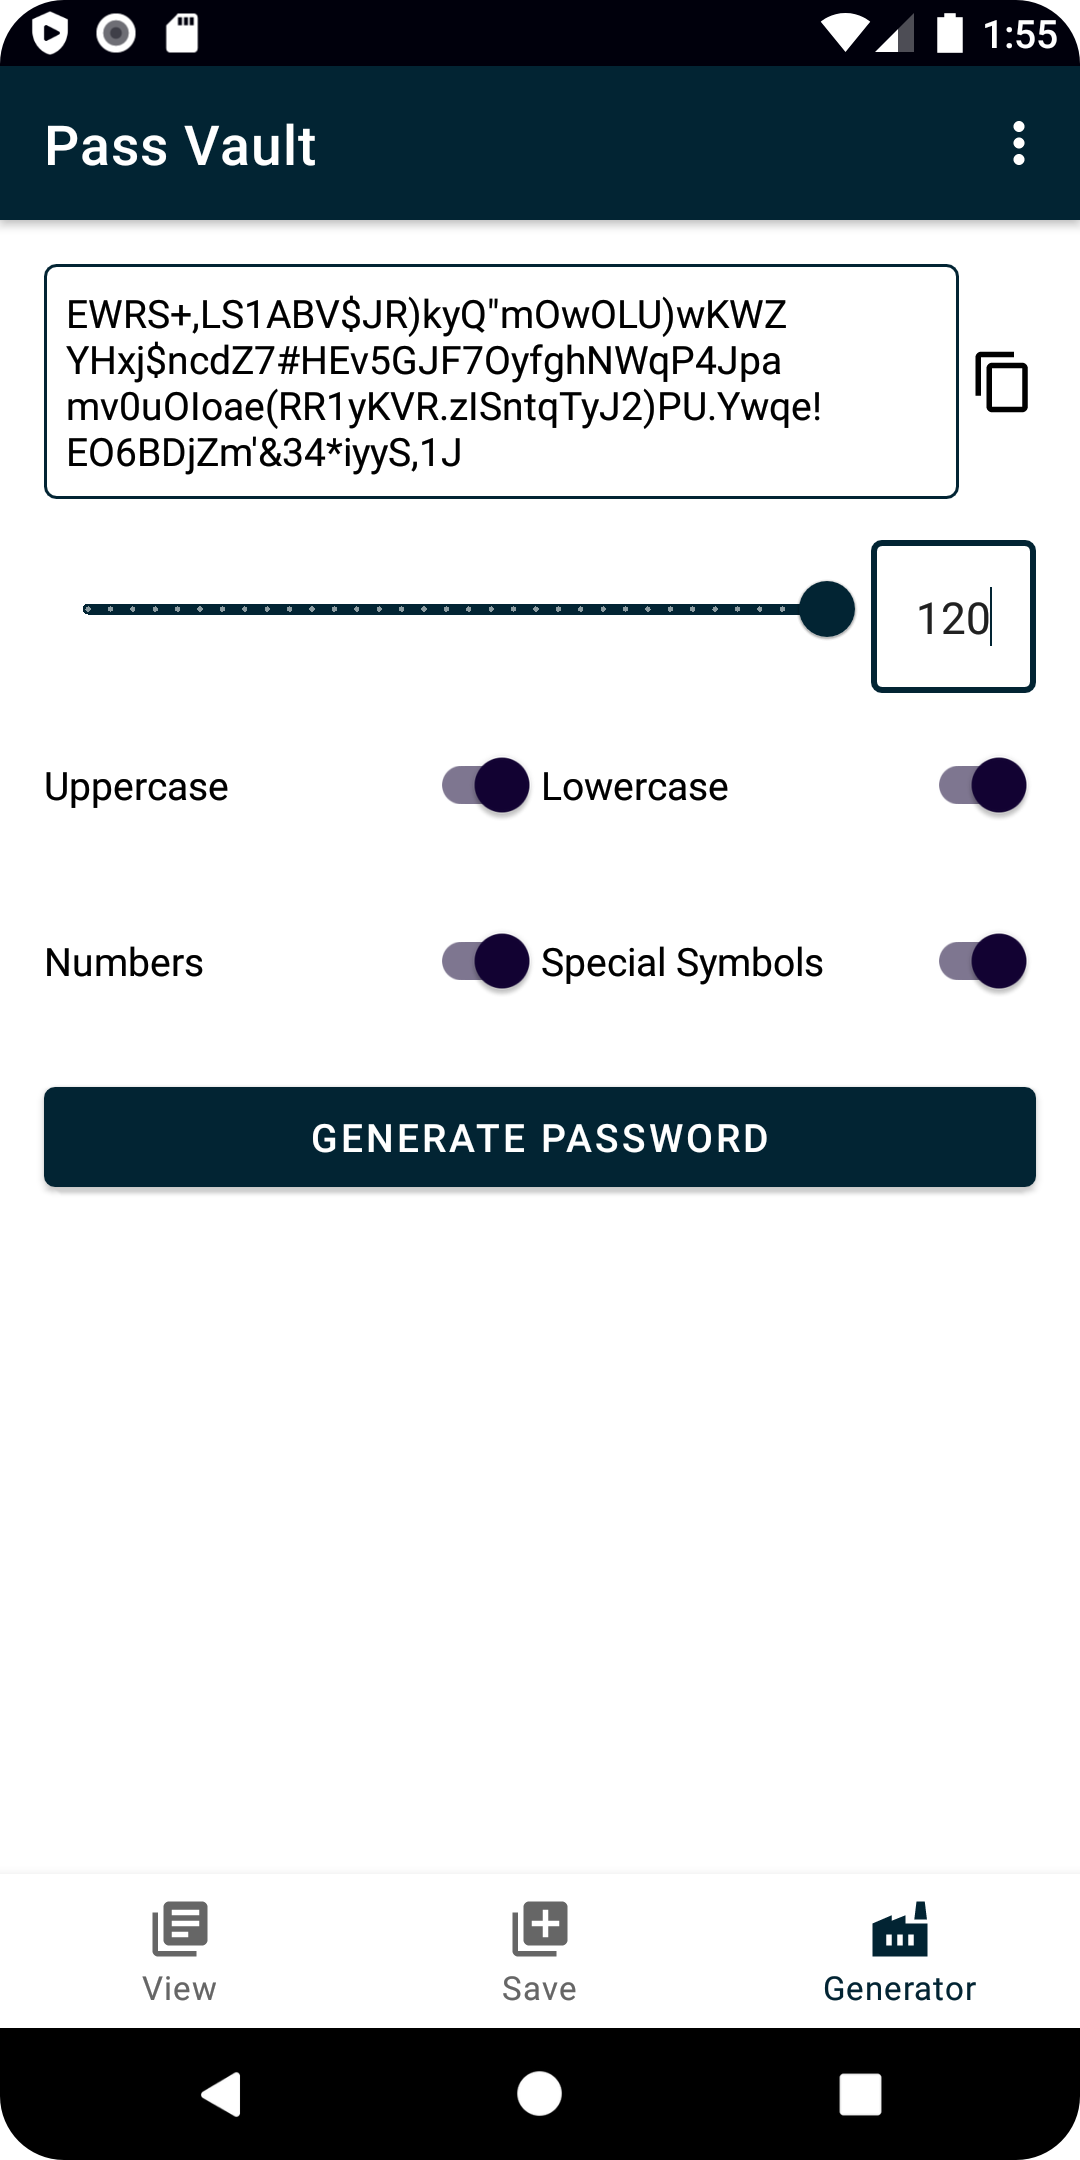 1:55
Pass Vault
EWRS+,LS1ABV$JR)kyQ"mOwOLU)wKWZ
YHxj$ncdZ7#HEv5GJF7OyfghNWqP4Jpa
mv0uOIoae(RR1yKVR.zISntqTyJ2)PU.Ywqe!
EO6BDjZm'&34*iyyS,1J
120
Uppercase
Lowercase
Numbers
Special Symbols
GENERATE PASSWORD
View
Save
Generator